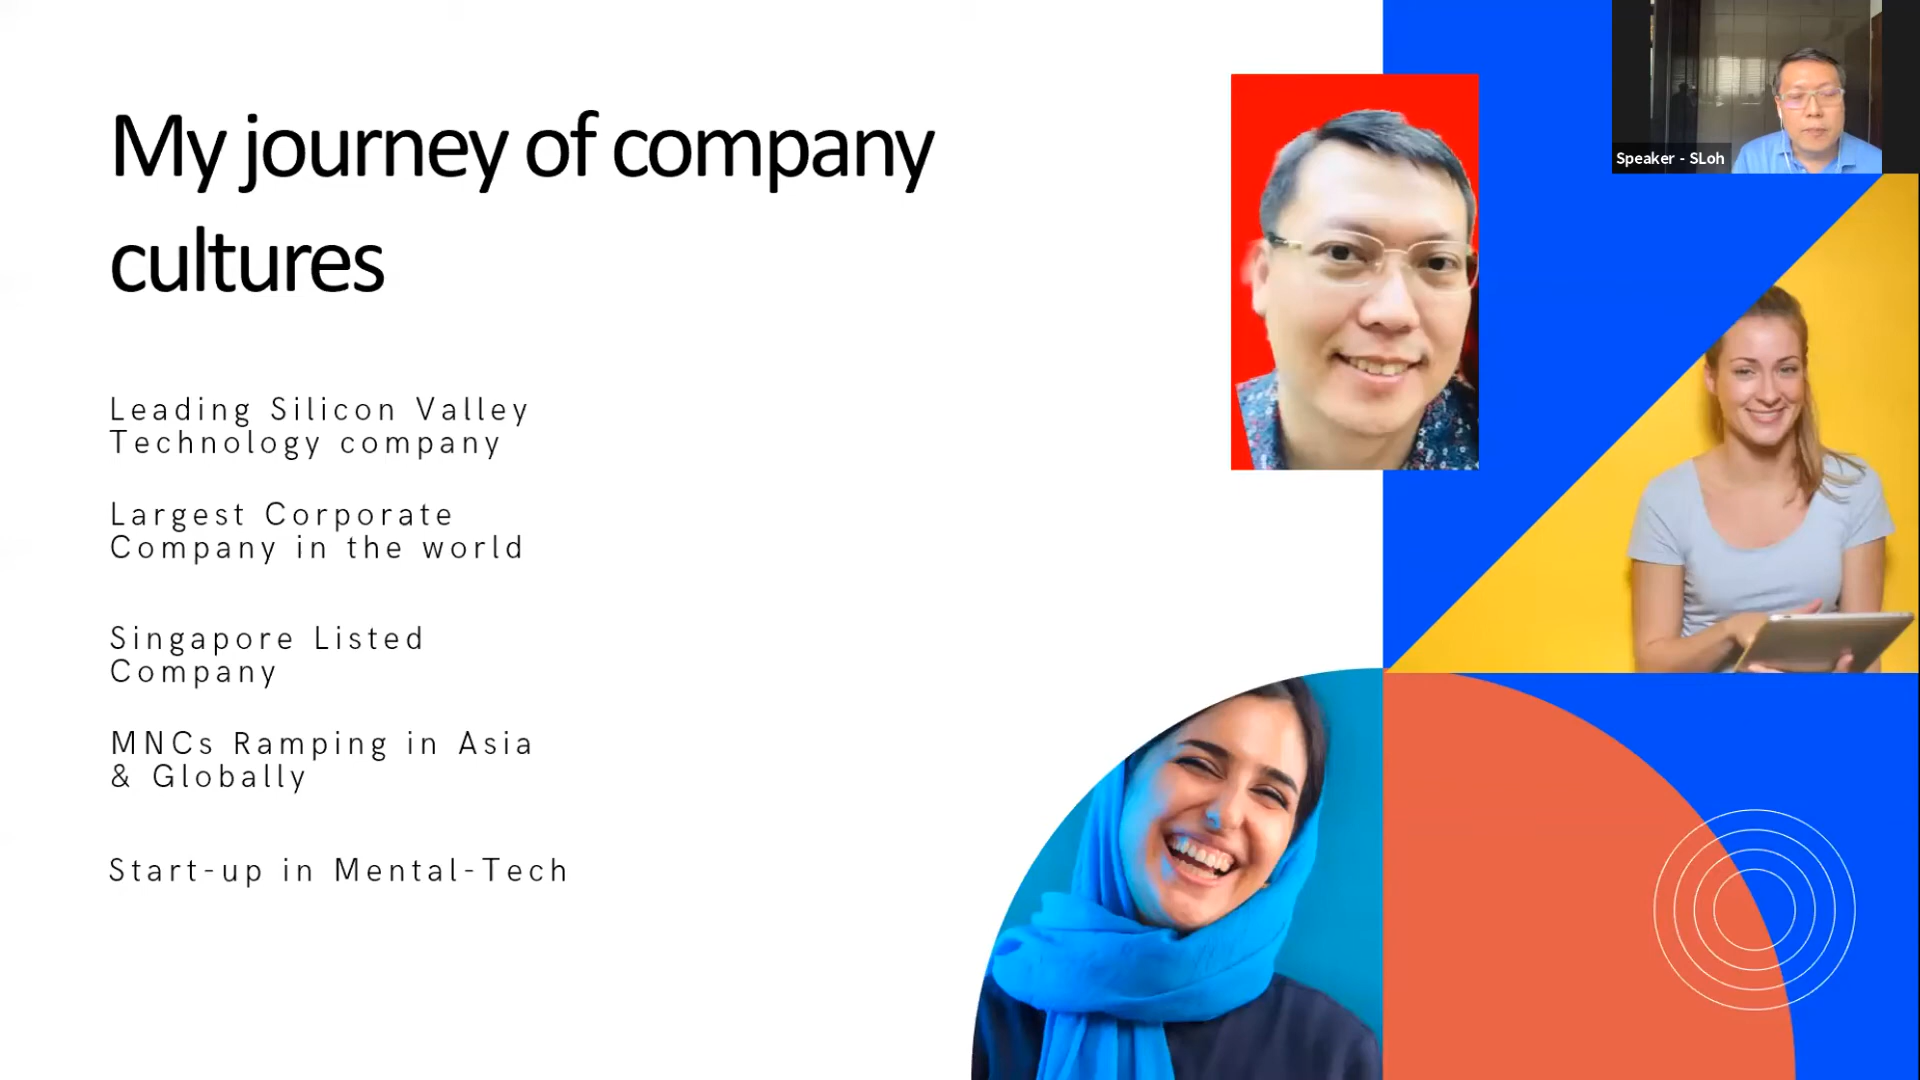 My journey of company
cultures
Leading Silicon Valley
Technology company
Largest Corporate
Company in the world
Singapore Listed
Company
MNCs Ramping in Asia
& Globally
Start-up in Mental-Tech
Speaker - SLoh